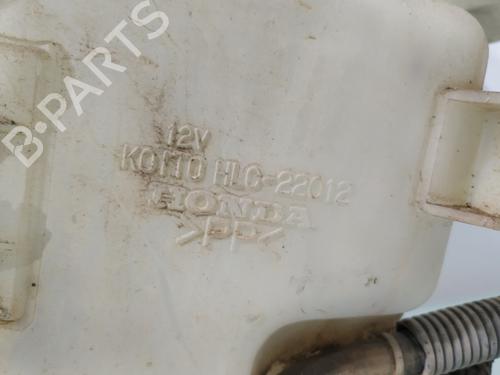 B-PARTS
12V
KOITO HLC-22012
HONDA
>PP<